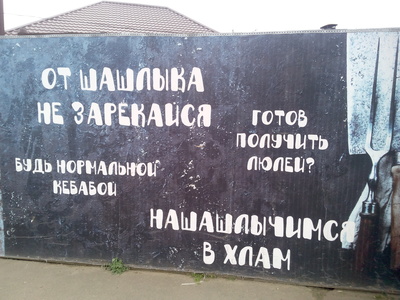 ОТ ШАШЛЫКА
НЕ ЗАРЕКАЙСЯ
ГОТОВ
ПОЛУЧИТЬ
ЛЮЛЕЙ?
БУДЬ НОРМАЛЬНОЙ
КЕБАБОЙ
НАШАШЛЫЧИМСЯ
В ХЛАМ